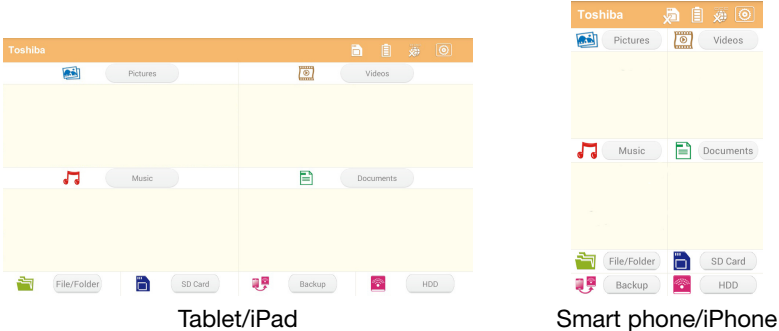 Toshiba
Pictures
Videos
Music
Documents
File/Folder
SD Card
Backup
HDD
Tablet/iPad
Toshiba
Pictures
Videos
Music
Documents
File/Folder
SD Card
Backup
HDD
Smart phone/iPhone